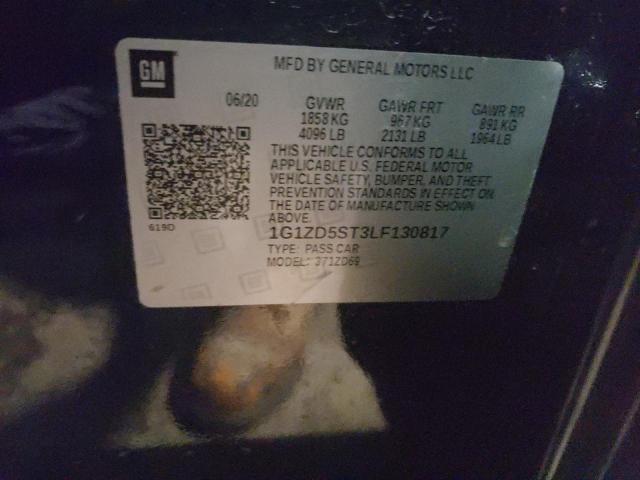 GM
MFD BY GENERAL MOTORS LLC
06/20 GVWR GAWR FRT GAWR RR
1858 KG 967 KG 891 KG
4096 LB 2131 LB 1964 LB
THIS VEHICLE CONFORMS TO ALL
APPLICABLE U.S. FEDERAL MOTOR
VEHICLE SAFETY, BUMPER, AND THEFT
PREVENTION STANDARDS IN EFFECT ON
THE DATE OF MANUFACTURE SHOWN
ABOVE.
619D
1G1ZD5ST3LF130817
TYPE: PASS CAR
MODEL: 371ZD69